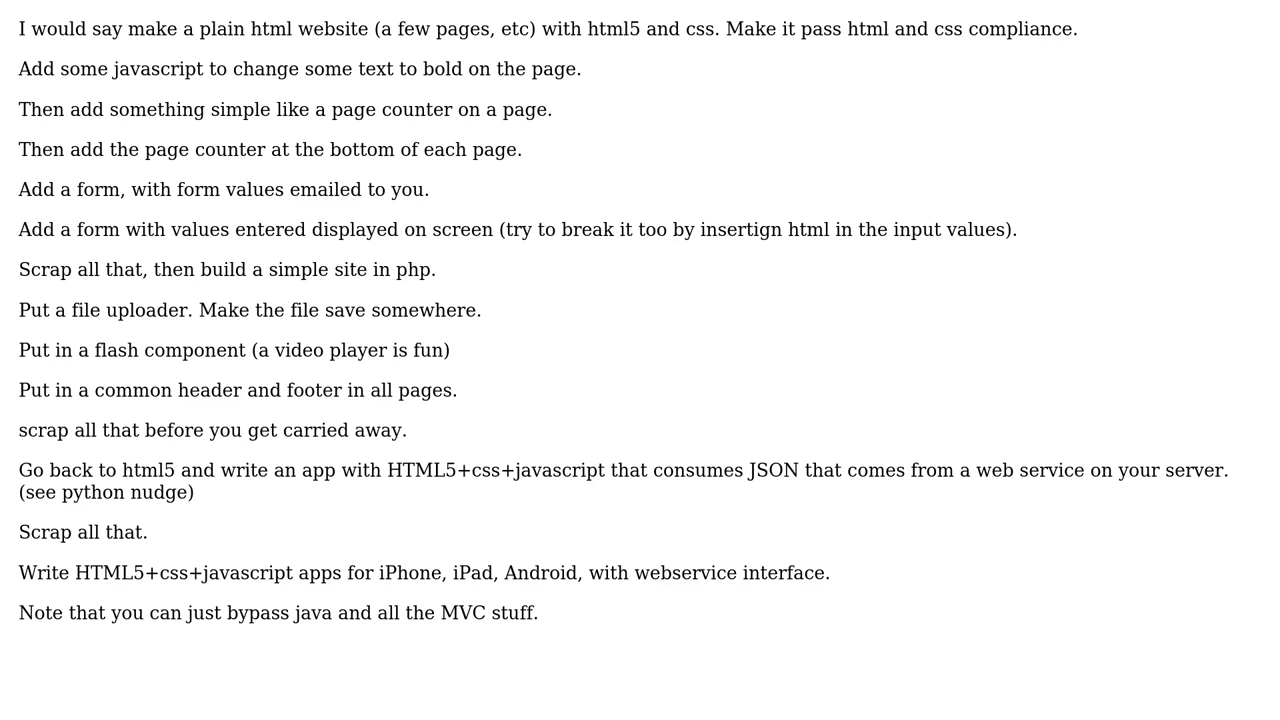 I would say make a plain html website (a few pages, etc) with html5 and css. Make it pass html and css compliance.
Add some javascript to change some text to bold on the page.
Then add something simple like a page counter on a page.
Then add the page counter at the bottom of each page.
Add a form, with form values emailed to you.
Add a form with values entered displayed on screen (try to break it too by insertign html in the input values).
Scrap all that, then build a simple site in php.
Put a file uploader. Make the file save somewhere.
Put in a flash component (a video player is fun)
Put in a common header and footer in all pages.
scrap all that before you get carried away.
Go back to html5 and write an app with HTML5+css+javascript that consumes JSON that comes from a web service on your server.
(see python nudge)
Scrap all that.
Write HTML5+css+javascript apps for iPhone, iPad, Android, with webservice interface.
Note that you can just bypass java and all the MVC stuff.